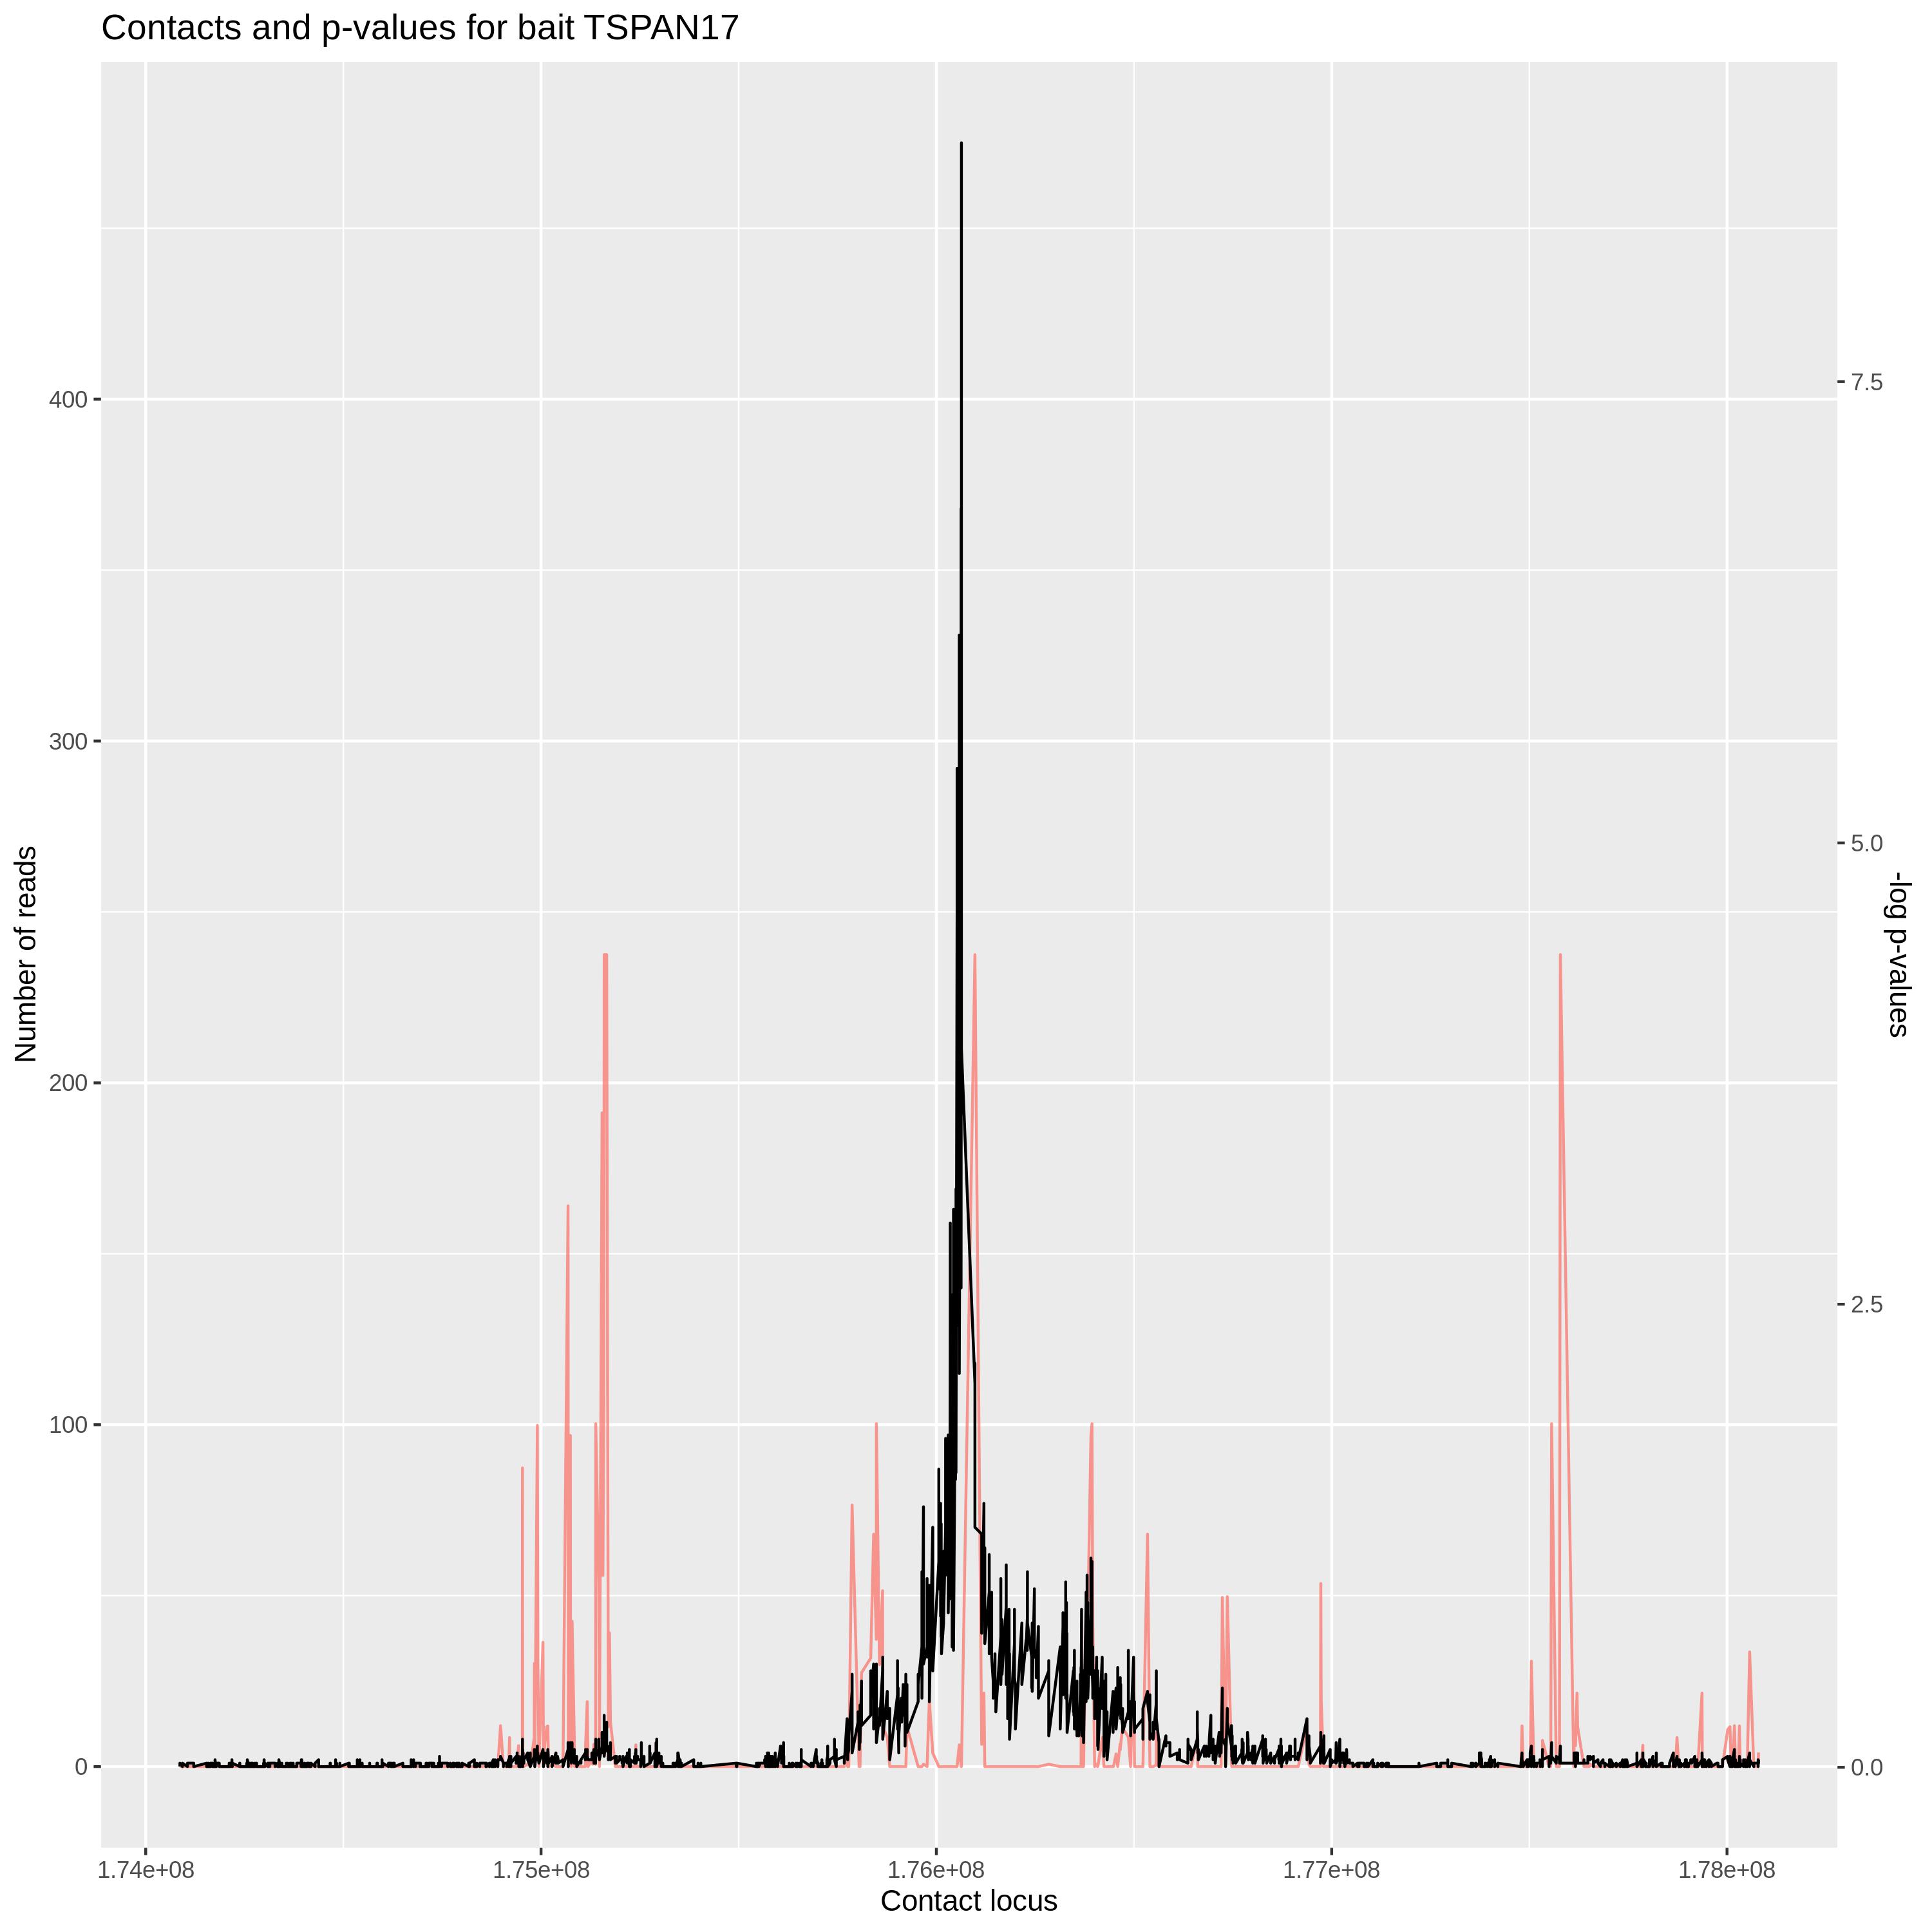 Contacts and p-values for bait TSPAN17
400
300
200
100
0
7.5
5.0
2.5
0.0
Number of reads
-log p-values
1.74e+08 1.75e+08 1.76e+08 1.77e+08 1.78e+08
Contact locus